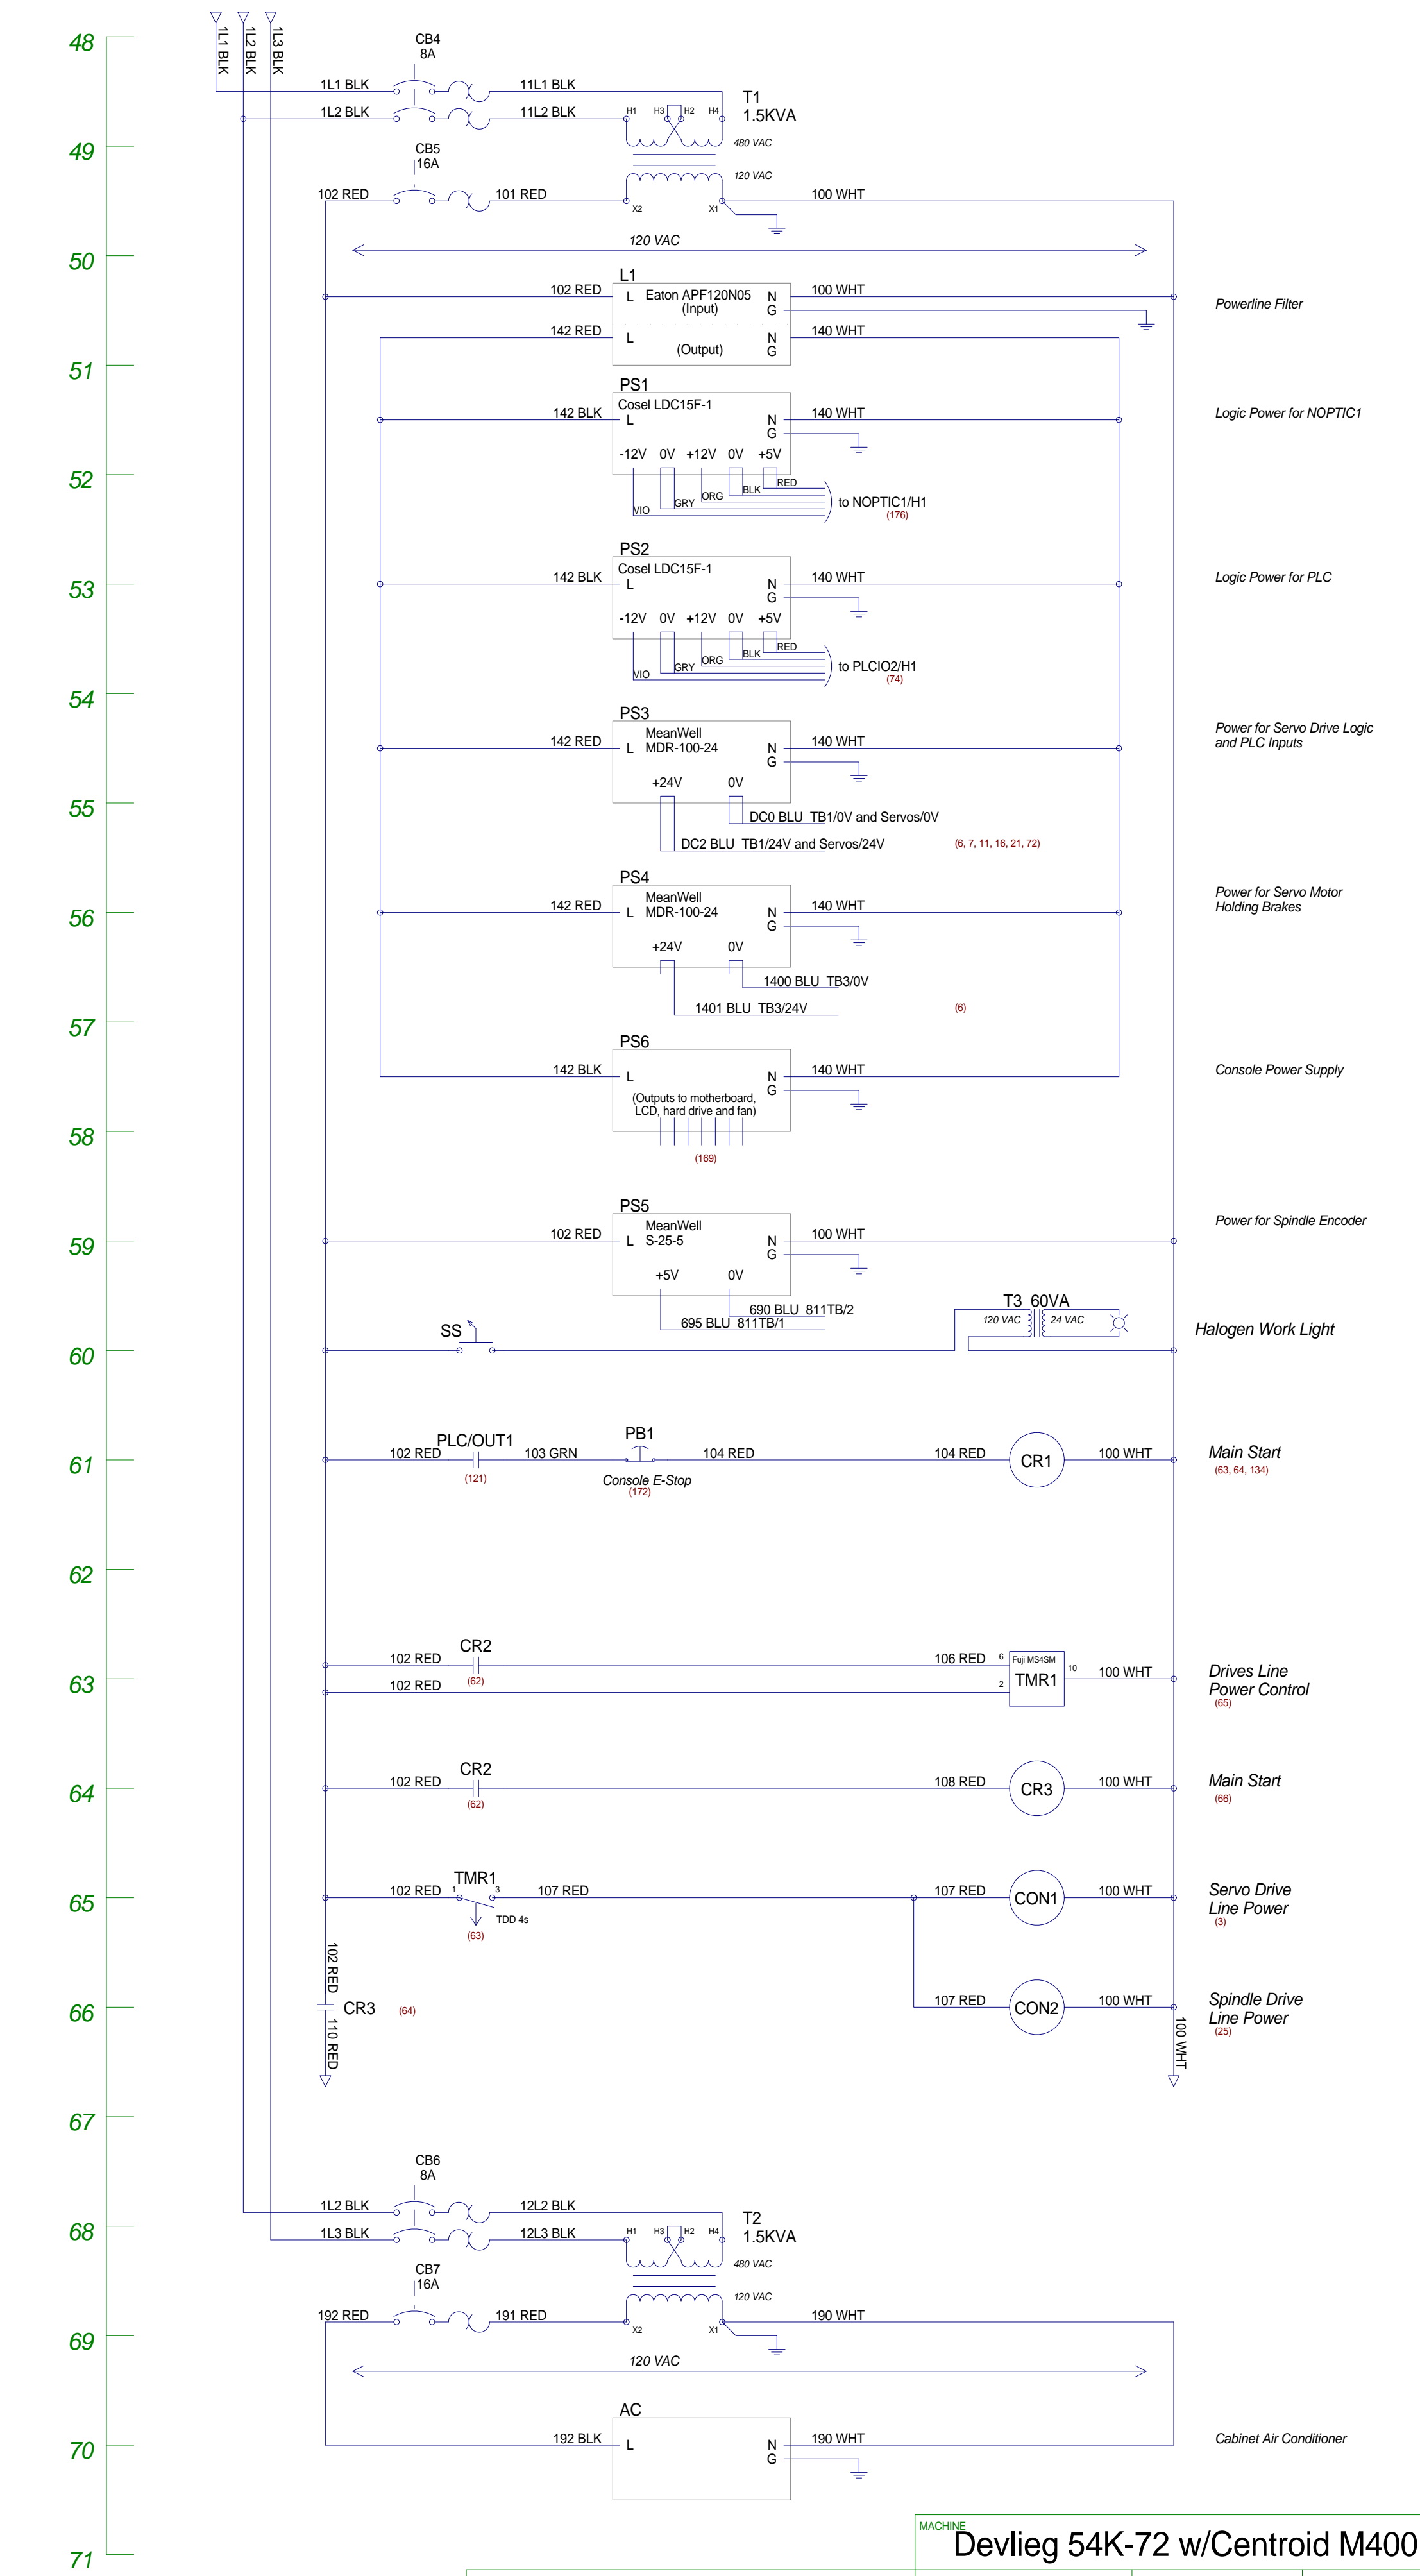 1L1 BLK
1L2 BLK
1L3 BLK
48
CB4
8A
1L1 BLK
11L1 BLK
T1
1.5KVA
1L2 BLK
11L2 BLK
H1
H3
H2
H4
480 VAC
49
CB5
16A
120 VAC
102 RED
101 RED
X2
X1
100 WHT
120 VAC
50
L1
102 RED
L
Eaton APF120N05
(Input)
N
G
100 WHT
Powerline Filter
142 RED
L
(Output)
N
G
140 WHT
51
PS1
Cosel LDC15F-1
142 BLK
L
N
G
140 WHT
Logic Power for NOPTIC1
-12V 0V +12V 0V +5V
52
RED
BLK
ORG
GRY
VIO
to NOPTIC1/H1
(176)
PS2
Cosel LDC15F-1
53
142 BLK
L
N
G
140 WHT
Logic Power for PLC
-12V 0V +12V 0V +5V
RED
BLK
ORG
GRY
VIO
to PLCIO2/H1
(74)
54
PS3
MeanWell
MDR-100-24
142 RED
L
N
G
140 WHT
Power for Servo Drive Logic
and PLC Inputs
+24V 0V
55
DC0 BLU TB1/0V and Servos/0V
DC2 BLU TB1/24V and Servos/24V
(6, 7, 11, 16, 21, 72)
PS4
MeanWell
MDR-100-24
56
142 RED
L
N
G
140 WHT
Power for Servo Motor
Holding Brakes
+24V 0V
1400 BLU TB3/0V
1401 BLU TB3/24V
(6)
57
PS6
142 BLK
L
N
G
140 WHT
Console Power Supply
(Outputs to motherboard,
LCD, hard drive and fan)
58
(169)
PS5
MeanWell
S-25-5
59
102 RED
L
N
G
100 WHT
Power for Spindle Encoder
+5V 0V
690 BLU 811TB/2
695 BLU 811TB/1
T3 60VA
120 VAC
24 VAC
SS
Halogen Work Light
60
PLC/OUT1
PB1
61
102 RED
(121)
103 GRN
Console E-Stop
(172)
104 RED
104 RED
CR1
100 WHT
Main Start
(63, 64, 134)
62
CR2
102 RED
(62)
106 RED
6
Fuji MS4SM
TMR1
10
100 WHT
63
102 RED
2
Drives Line
Power Control
(65)
CR2
64
102 RED
(62)
108 RED
CR3
100 WHT
Main Start
(66)
TMR1
65
102 RED
1
3
TDD 4s
(63)
107 RED
107 RED
CON1
100 WHT
Servo Drive
Line Power
(3)
102 RED
66
CR3
(64)
110 RED
107 RED
CON2
100 WHT
Spindle Drive
Line Power
(25)
100 WHT
67
CB6
8A
1L2 BLK
12L2 BLK
T2
1.5KVA
68
1L3 BLK
12L3 BLK
H1
H3
H2
H4
480 VAC
CB7
16A
120 VAC
192 RED
191 RED
X2
X1
190 WHT
69
120 VAC
AC
70
192 BLK
L
N
G
190 WHT
Cabinet Air Conditioner
MACHINE
Devlieg 54K-72 w/Centroid M400
71